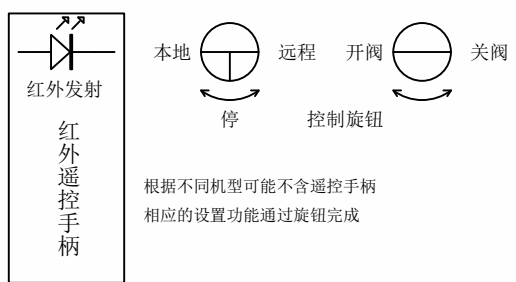 本地
远程
开阀
关阀
红外发射
停
控制旋钮
红外遥控手柄
根据不同机型可能不含遥控手柄
相应的设置功能通过旋钮完成